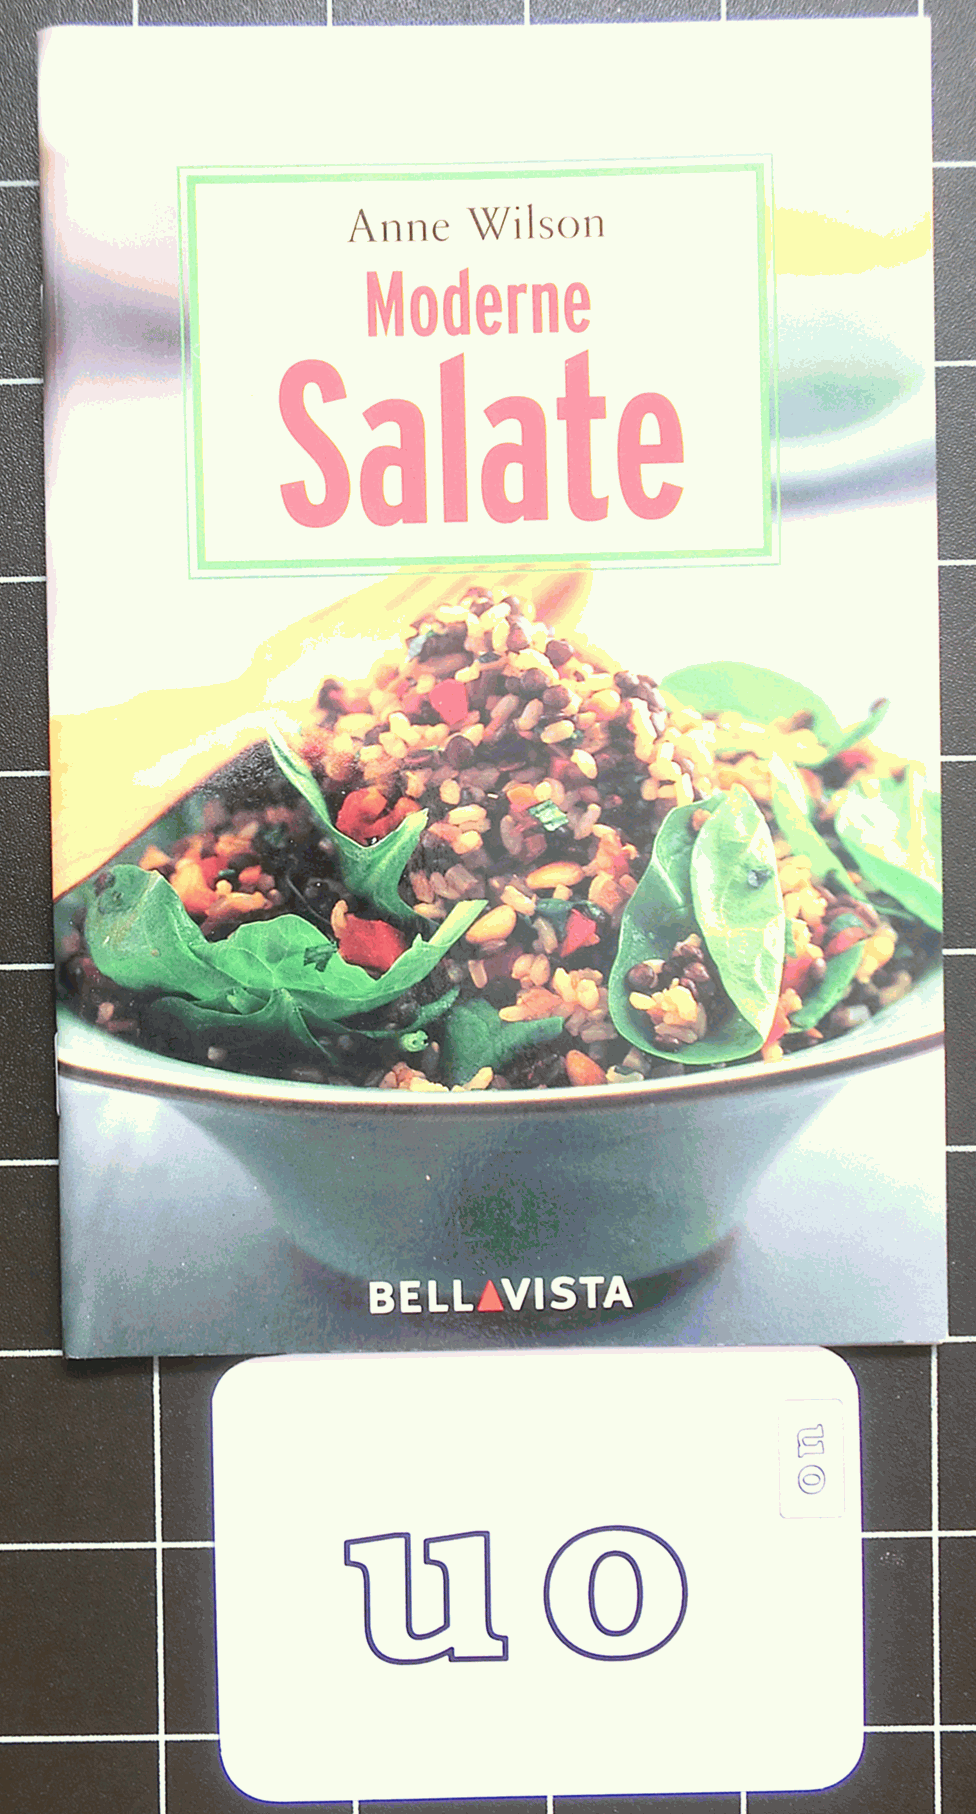 Anne Wilson
Moderne
Salate
BELLAVISTA
uo
uo